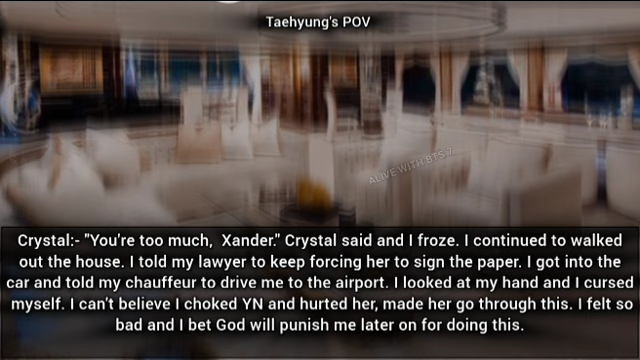 Taehyung's POV
ALIVE WITH BTS 7
Crystal:- "You're too much, Xander." Crystal said and I froze. I continued to walked
out the house. I told my lawyer to keep forcing her to sign the paper. I got into the
car and told my chauffeur to drive me to the airport. I looked at my hand and I cursed
myself. I can't believe I choked YN and hurted her, made her go through this. I felt so
bad and I bet God will punish me later on for doing this.